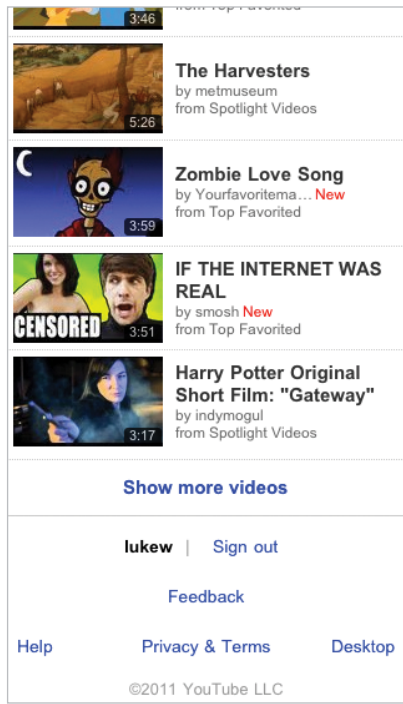 from Top Favorited
3:46
The Harvesters
by metmuseum
from Spotlight Videos
5:26
Zombie Love Song
by Yourfavoritema... New
from Top Favorited
3:59
IF THE INTERNET WAS
REAL
by smosh New
from Top Favorited
CENSORED
3:51
Harry Potter Original
Short Film: "Gateway"
by indymogul
from Spotlight Videos
3:17
Show more videos
lukew | Sign out
Feedback
Help Privacy & Terms Desktop
©2011 YouTube LLC